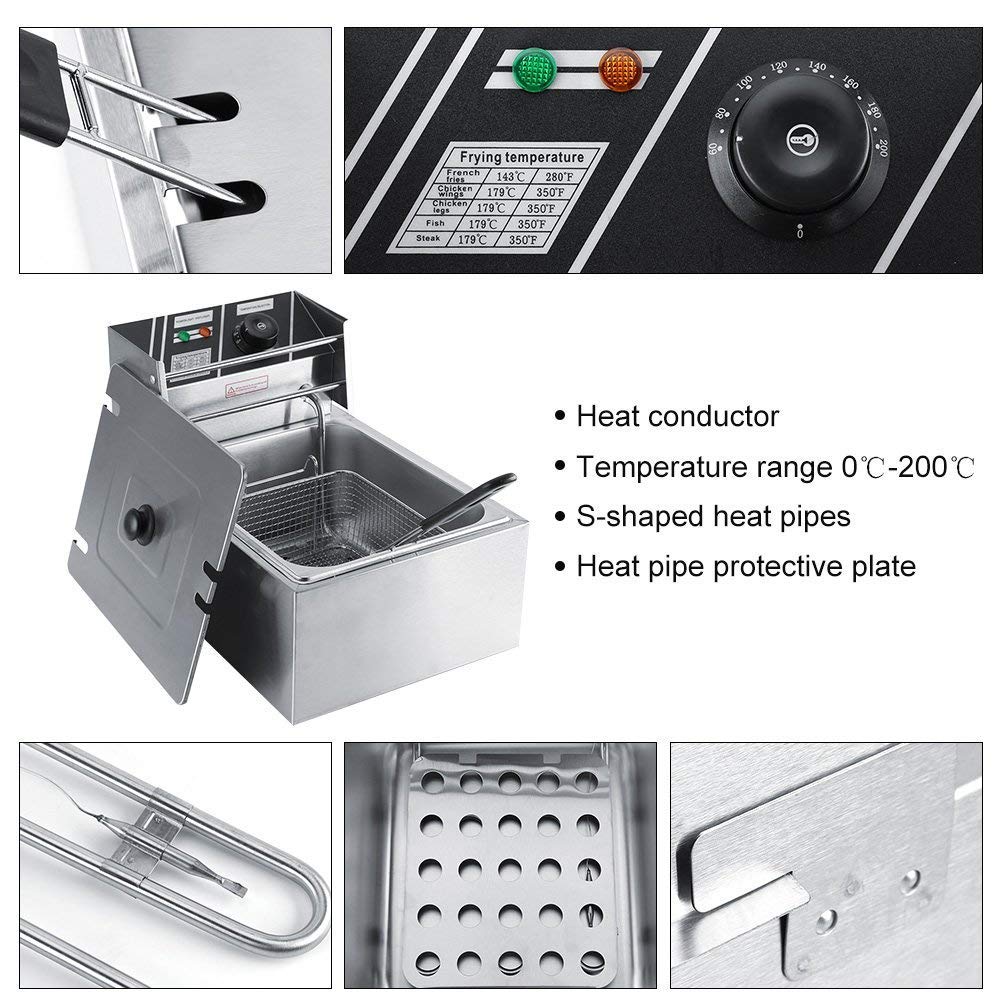 60 80 100 120 140 160 180 200
0
Frying temperature
French fries 143℃ 280°F
Chicken wings 179℃ 350°F
Chicken legs 179℃ 350°F
Fish 179℃ 350°F
Steak 179℃ 350°F
Frying temperature
• Heat conductor
• Temperature range 0℃-200℃
• S-shaped heat pipes
• Heat pipe protective plate